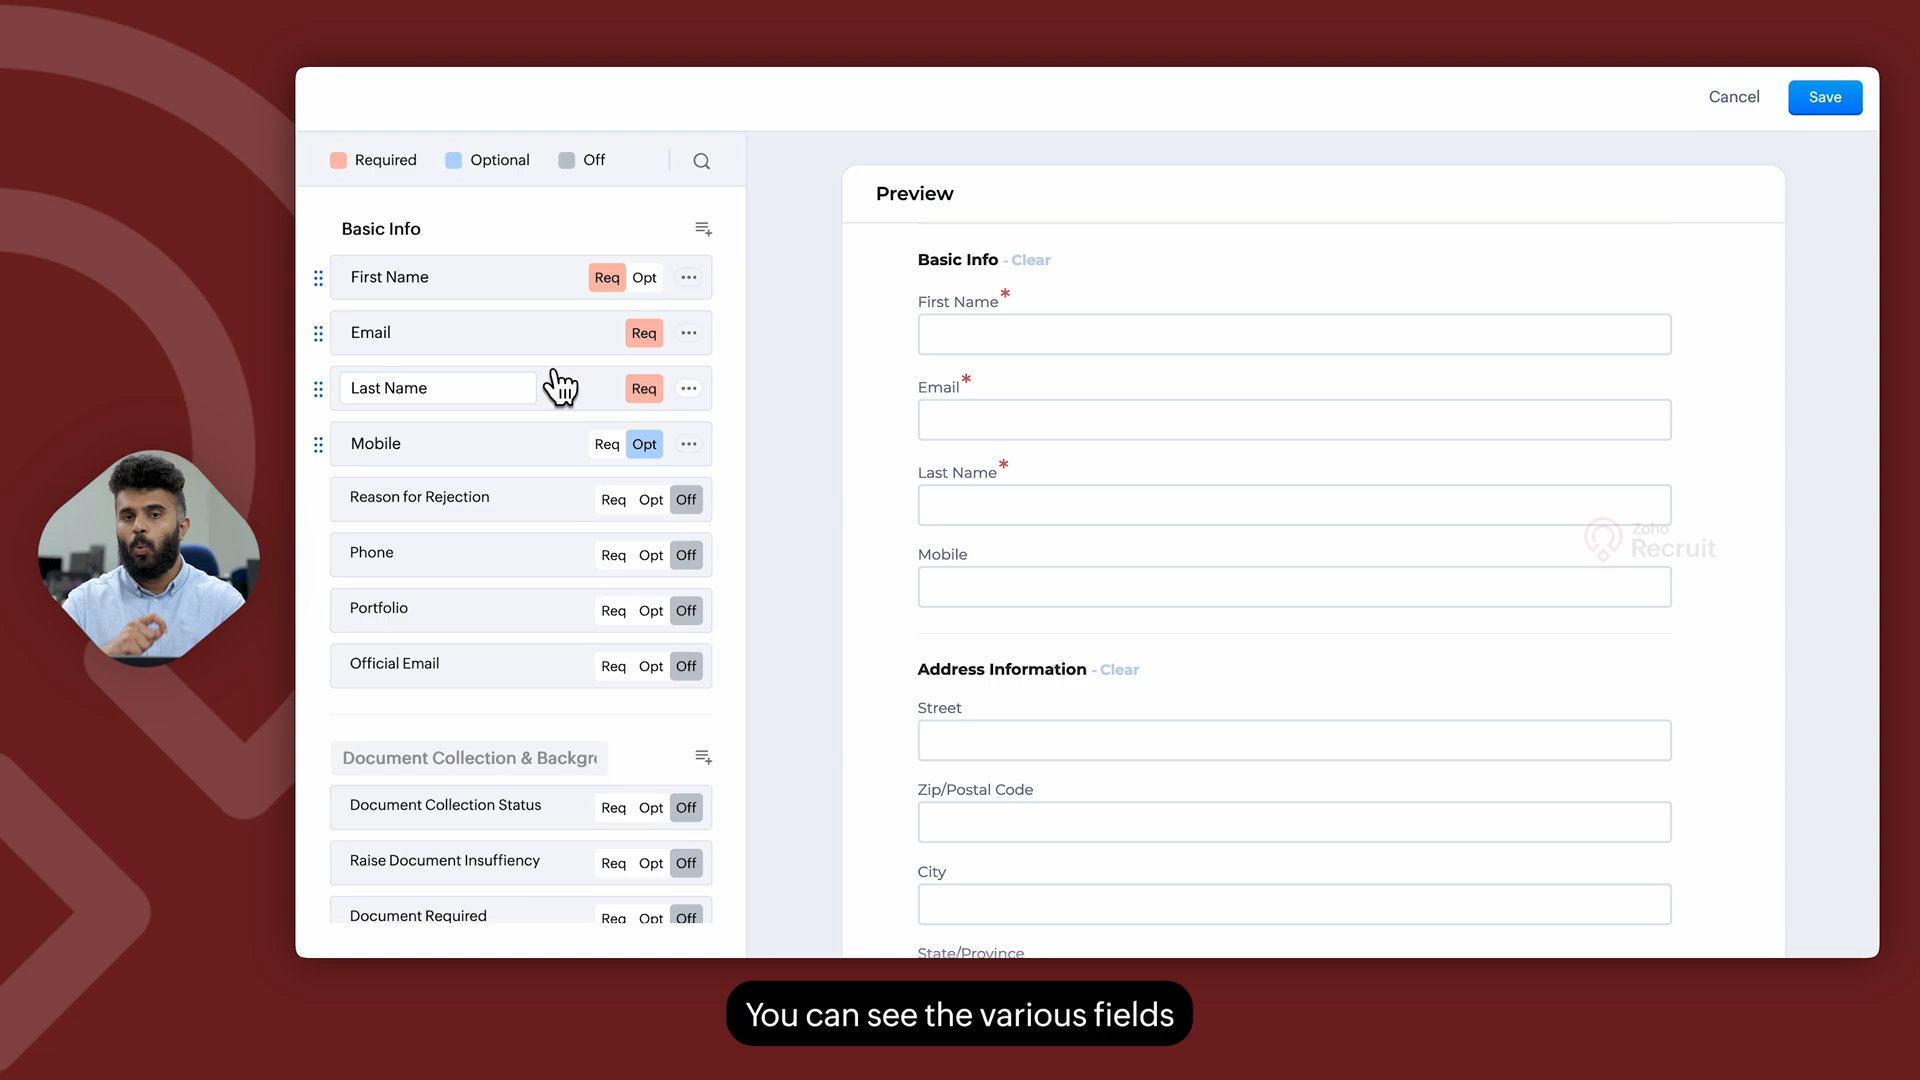 Cancel Save
Required Optional Off
Preview
Basic Info
First Name Req Opt
Email Req
Last Name Req
Mobile Req Opt
Reason for Rejection Req Opt Off
Phone Req Opt Off
Portfolio Req Opt Off
Official Email Req Opt Off
Document Collection & Backgr
Document Collection Status Req Opt Off
Raise Document Insuffiency Req Opt Off
Document Required Req Opt Off
Basic Info - Clear
First Name*
Email*
Last Name*
Zoho
Recruit
Mobile
Address Information - Clear
Street
Zip/Postal Code
City
State/Province
You can see the various fields